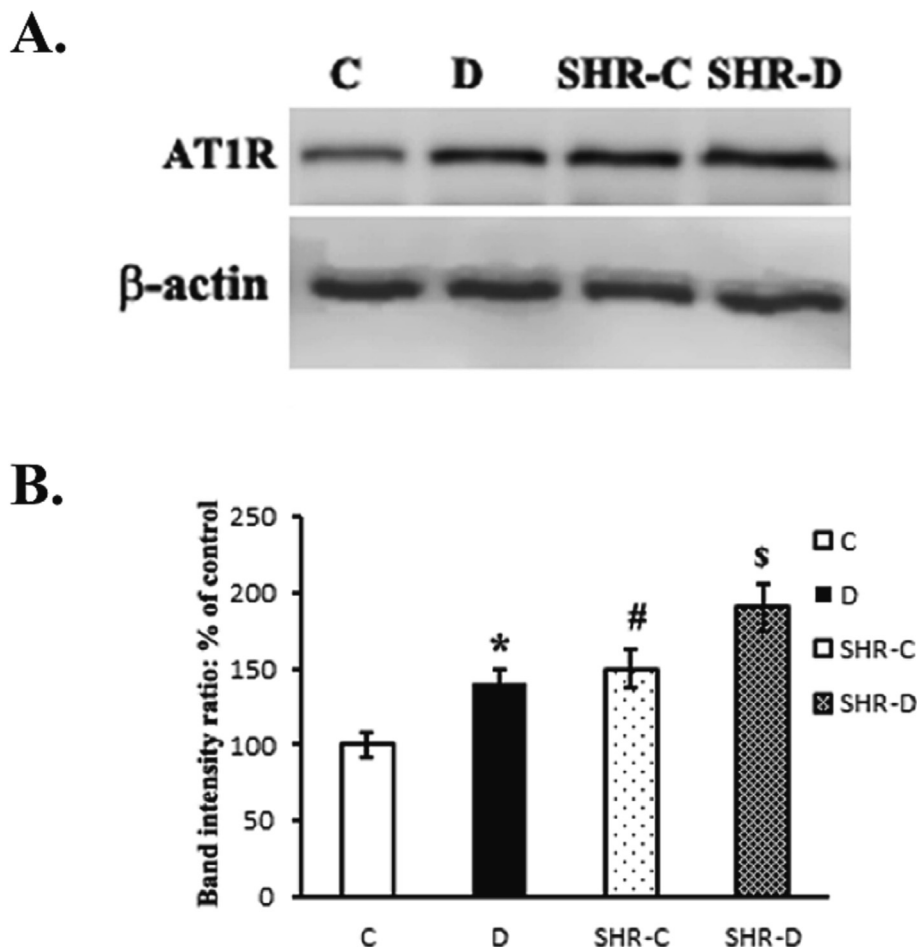 A.
C D SHR-C SHR-D
AT1R
β-actin
B.
Band intensity ratio: % of control
250
200
150
100
50
0
*
#
$
C D SHR-C SHR-D
C
D
SHR-C
SHR-D